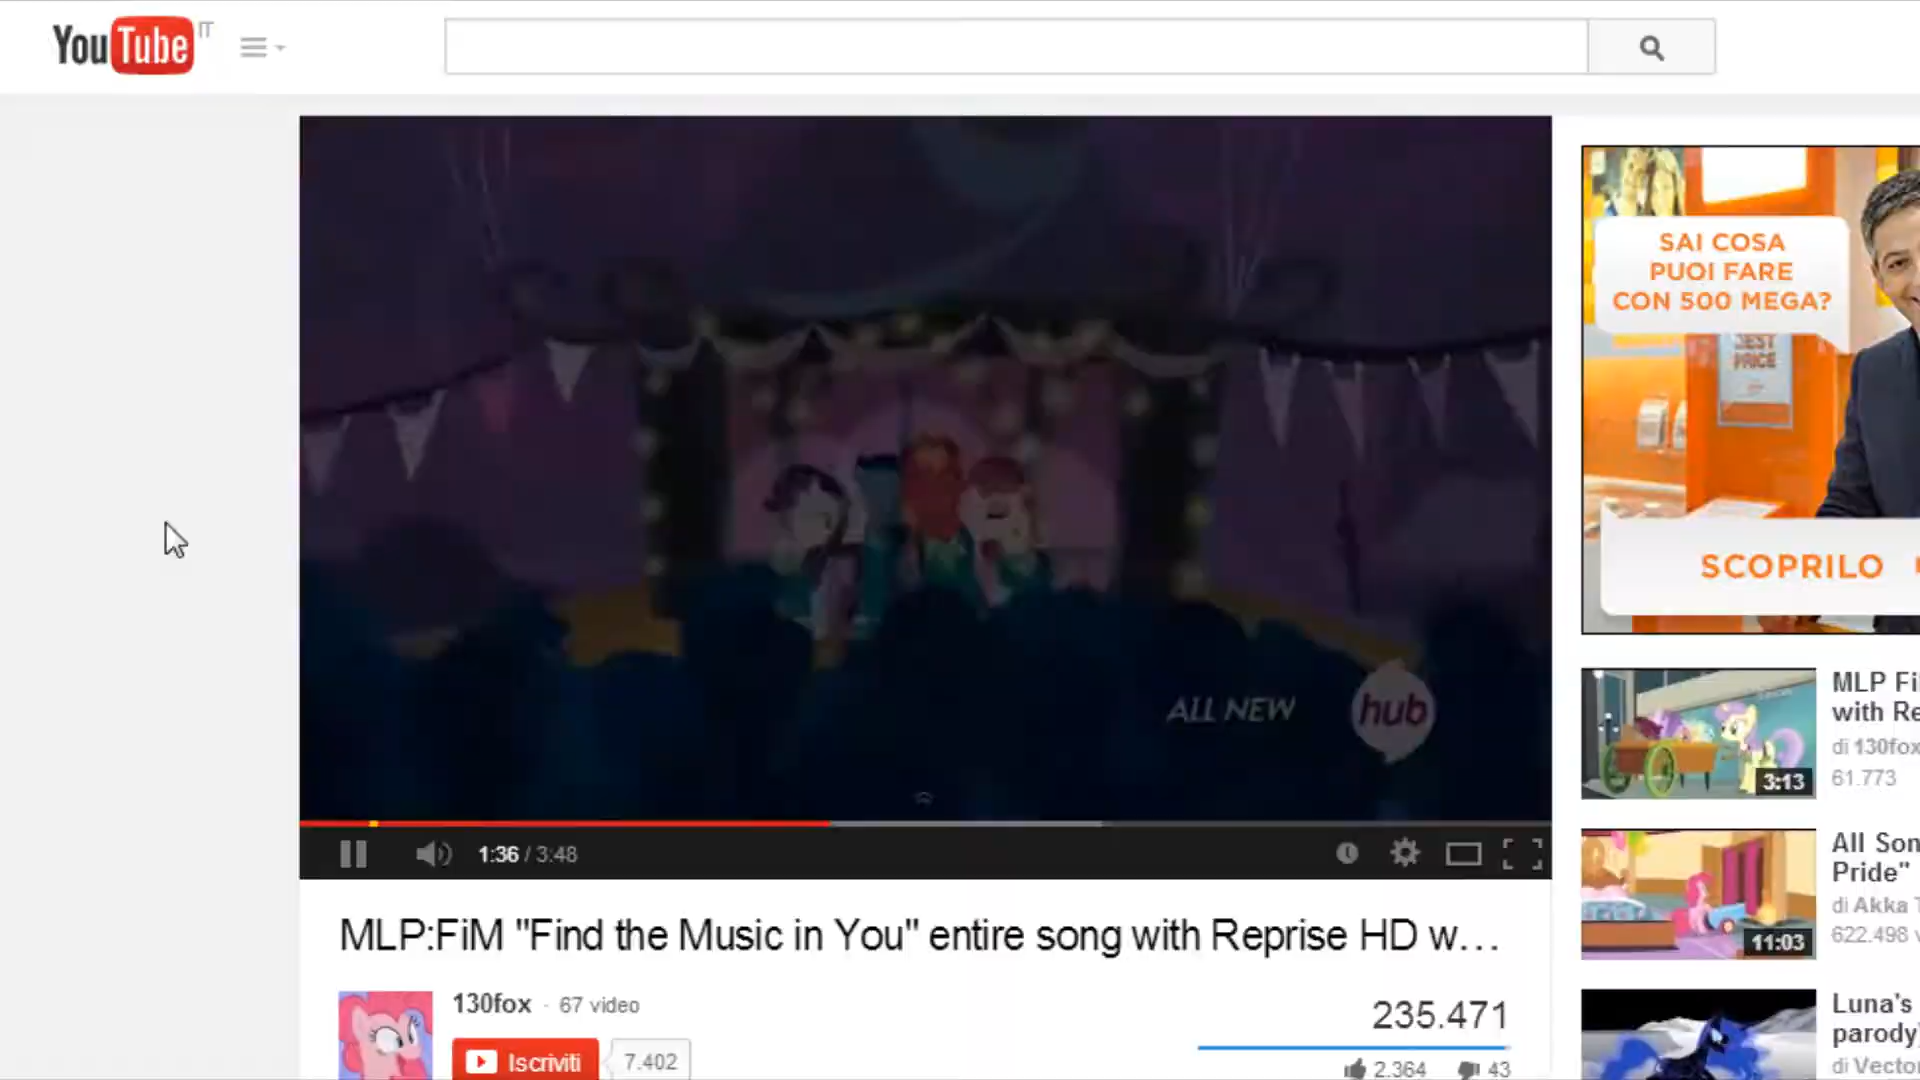 YouTube IT
SAI COSA
PUOI FARE
CON 500 MEGA?
BEST
PRICE
SCOPRILO
ALL NEW hub
1:36 / 3:48
MLP:FiM "Find the Music in You" entire song with Reprise HD w...
130fox - 67 video
235.471
Iscriviti 7.402
2.364 43
MLP Fi
with Re
di 130fox
61.773
3:13
All Son
Pride"
di Akka T
622.498 v
11:03
Luna's
parody)
di Vecto